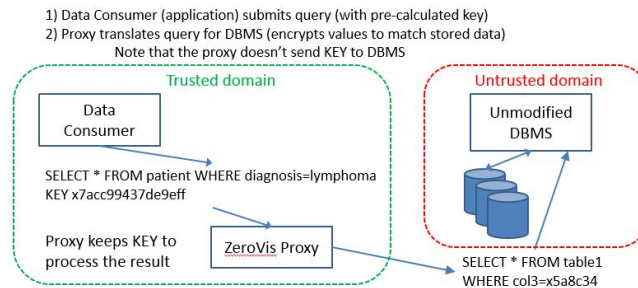 1) Data Consumer (application) submits query (with pre-calculated key)
2) Proxy translates query for DBMS (encrypts values to match stored data)
Note that the proxy doesn't send KEY to DBMS
Trusted domain
Untrusted domain
Data
Consumer
Unmodified
DBMS
SELECT * FROM patient WHERE diagnosis=lymphoma
KEY x7acc99437de9eff
Proxy keeps KEY to
process the result
ZeroVis Proxy
SELECT * FROM table1
WHERE col3=x5a8c34